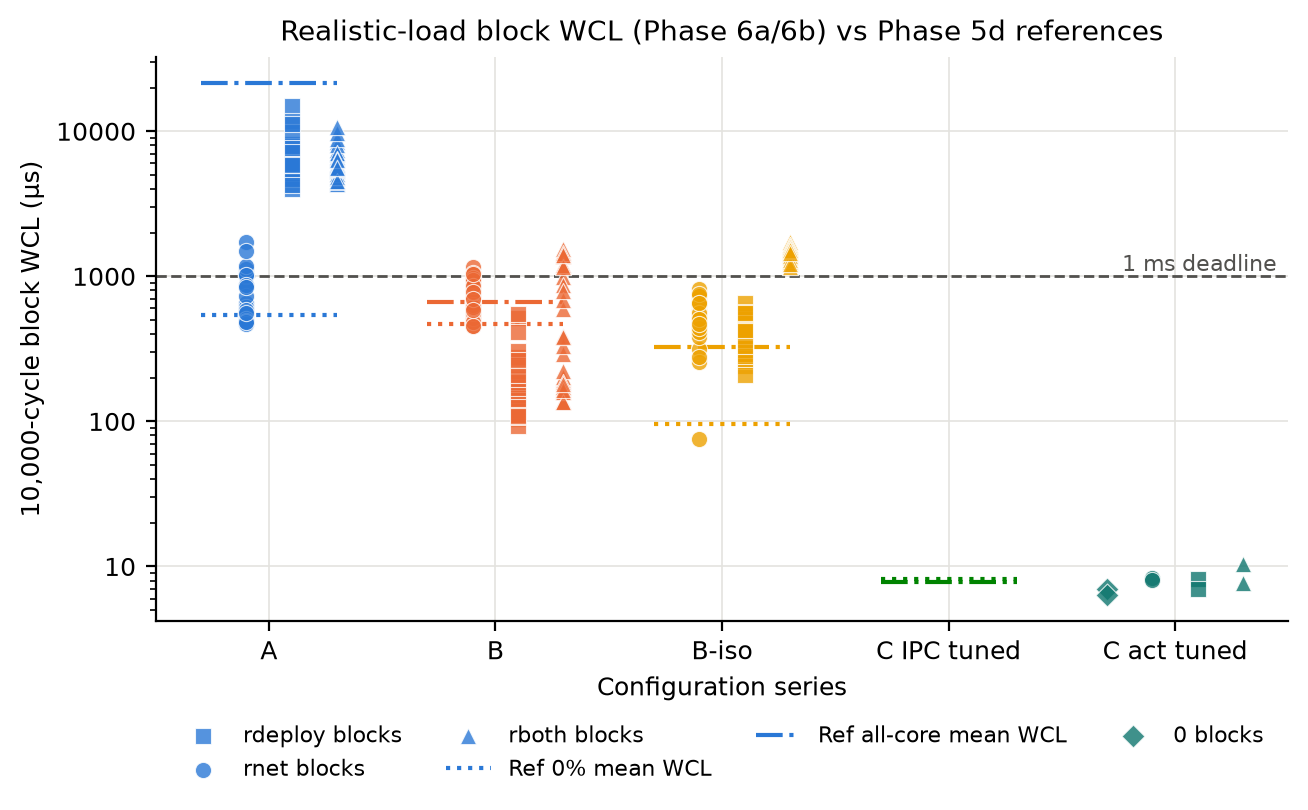 Realistic-load block WCL (Phase 6a/6b) vs Phase 5d references
10,000-cycle block WCL (µs)
10000
1000
100
10
1 ms deadline
A
B
B-iso
C IPC tuned
C act tuned
Configuration series
rdeploy blocks
rboth blocks
Ref all-core mean WCL
0 blocks
rnet blocks
Ref 0% mean WCL